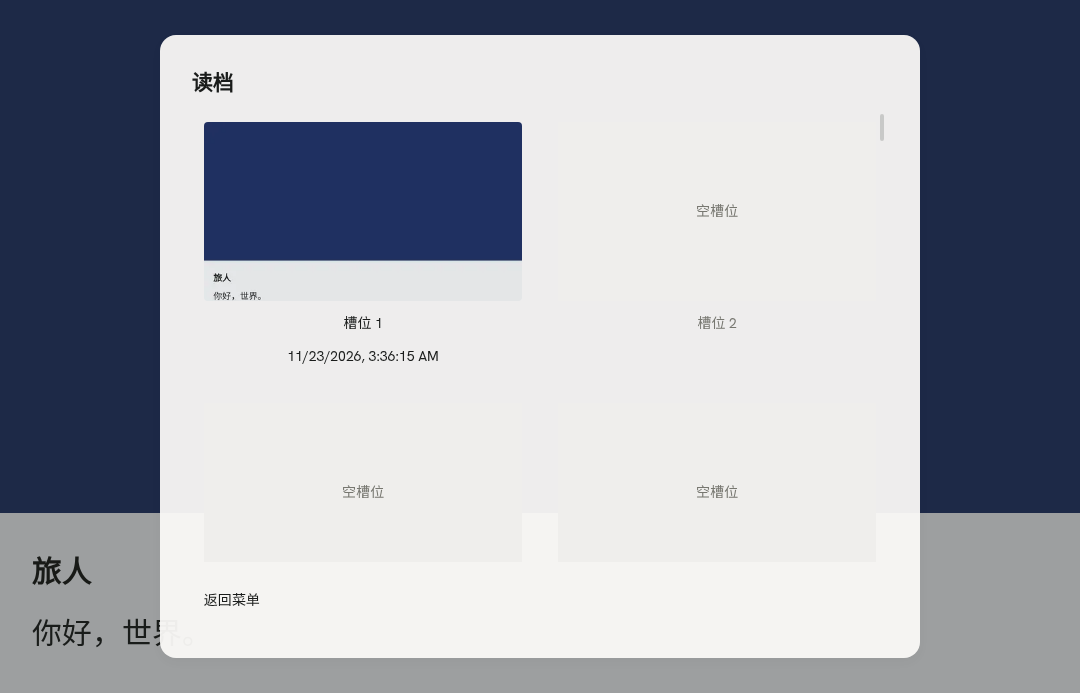 读档
旅人
你好，世界。
空槽位
槽位 1
槽位 2
11/23/2026, 3:36:15 AM
空槽位
空槽位
返回菜单
旅人
你好，世界。